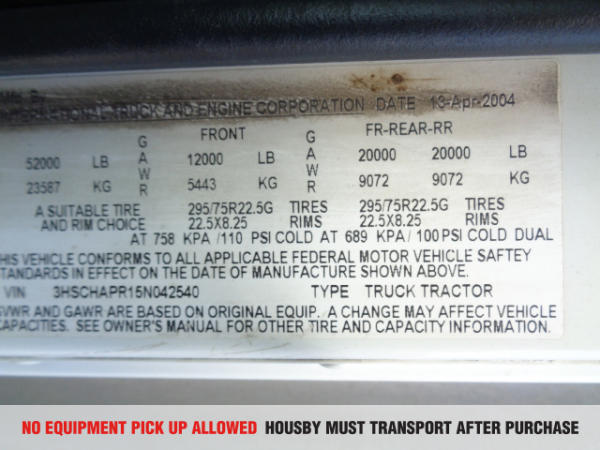 MFG. BY
INTERNATIONAL TRUCK AND ENGINE CORPORATION DATE 13-Apr-2004
G FRONT G FR-REAR-RR
52000 LB A 12000 LB A 20000 20000 LB
W W
23587 KG R 5443 KG R 9072 9072 KG
A SUITABLE TIRE 295/75R22.5G TIRES 295/75R22.5G TIRES
AND RIM CHOICE 22.5X8.25 RIMS 22.5X8.25 RIMS
AT 758 KPA /110 PSI COLD AT 689 KPA/ 100 PSI COLD DUAL
THIS VEHICLE CONFORMS TO ALL APPLICABLE FEDERAL MOTOR VEHICLE SAFTEY
STANDARDS IN EFFECT ON THE DATE OF MANUFACTURE SHOWN ABOVE.
VIN 3HSCHAPR15N042540 TYPE TRUCK TRACTOR
GVWR AND GAWR ARE BASED ON ORIGINAL EQUIP. A CHANGE MAY AFFECT VEHICLE
CAPACITIES. SEE OWNER'S MANUAL FOR OTHER TIRE AND CAPACITY INFORMATION.
NO EQUIPMENT PICK UP ALLOWED HOUSBY MUST TRANSPORT AFTER PURCHASE